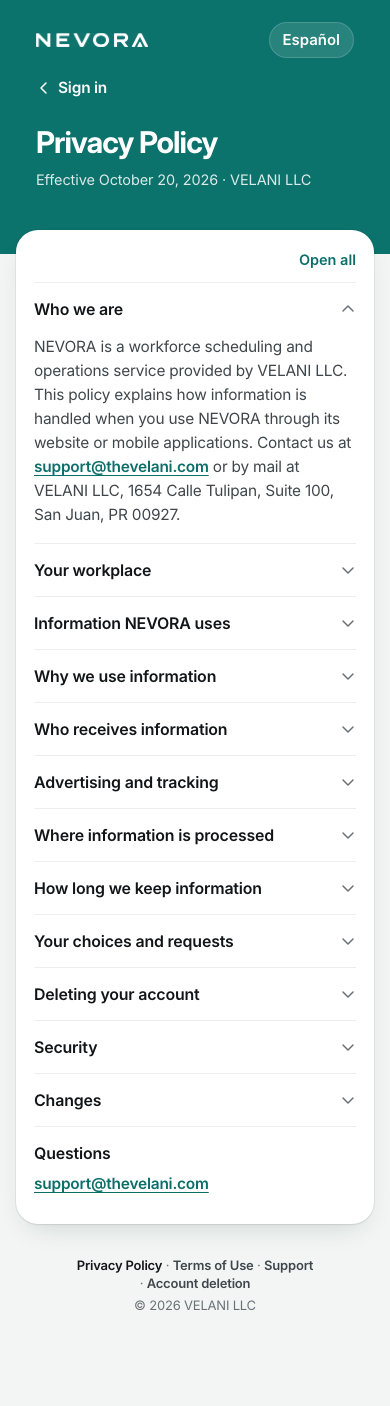 NEVORA
Español
Sign in
Privacy Policy
Effective October 20, 2026 · VELANI LLC
Open all
Who we are
NEVORA is a workforce scheduling and
operations service provided by VELANI LLC.
This policy explains how information is
handled when you use NEVORA through its
website or mobile applications. Contact us at
support@thevelani.com or by mail at
VELANI LLC, 1654 Calle Tulipan, Suite 100,
San Juan, PR 00927.
Your workplace
Information NEVORA uses
Why we use information
Who receives information
Advertising and tracking
Where information is processed
How long we keep information
Your choices and requests
Deleting your account
Security
Changes
Questions
support@thevelani.com
Privacy Policy · Terms of Use · Support
· Account deletion
© 2026 VELANI LLC